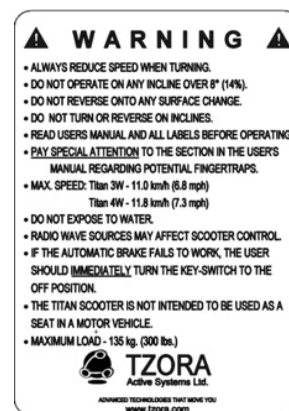 WARNING
• ALWAYS REDUCE SPEED WHEN TURNING.
• DO NOT OPERATE ON ANY INCLINE OVER 8° (14%).
• DO NOT REVERSE ONTO ANY SURFACE CHANGE.
• DO NOT TURN OR REVERSE ON INCLINES.
• READ USERS MANUAL AND ALL LABELS BEFORE OPERATING
• PAY SPECIAL ATTENTION TO THE SECTION IN THE USER'S
MANUAL REGARDING POTENTIAL FINGERTRAPS.
• MAX. SPEED: Titan 3W - 11.0 km/h (6.8 mph)
Titan 4W - 11.8 km/h (7.3 mph)
• DO NOT EXPOSE TO WATER.
• RADIO WAVE SOURCES MAY AFFECT SCOOTER CONTROL.
• IF THE AUTOMATIC BRAKE FAILS TO WORK, THE USER
SHOULD IMMEDIATELY TURN THE KEY-SWITCH TO THE
OFF POSITION.
• THE TITAN SCOOTER IS NOT INTENDED TO BE USED AS A
SEAT IN A MOTOR VEHICLE.
• MAXIMUM LOAD - 135 kg. (300 lbs.)
TZORA
Active Systems Ltd.
ADVANCED TECHNOLOGIES THAT MOVE YOU
www.tzora.com